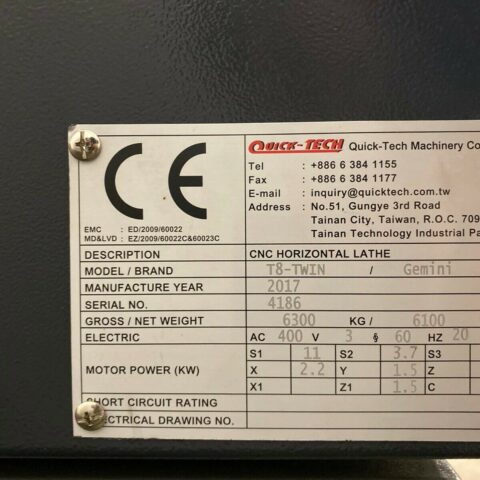 CE
QUICK-TECH Quick-Tech Machinery Co
Tel : +886 6 384 1155
Fax : +886 6 384 1177
E-mail : inquiry@quicktech.com.tw
Address : No.51, Gungye 3rd Road
Tainan City, Taiwan, R.O.C. 709
Tainan Technology Industrial Pa
EMC : ED/2009/60022
MD&LVD : EZ/2009/60022C&60023C
DESCRIPTION CNC HORIZONTAL LATHE
MODEL / BRAND T8-TWIN / Gemini
MANUFACTURE YEAR 2017
SERIAL NO. 4186
GROSS / NET WEIGHT 6300 KG / 6100
ELECTRIC AC 400 V 3 § 60 HZ 20
MOTOR POWER (KW) S1 11 S2 3.7 S3
X 2.2 Y 1.5 Z
X1 Z1 1.5 C
SHORT CIRCUIT RATING
ELECTRICAL DRAWING NO.